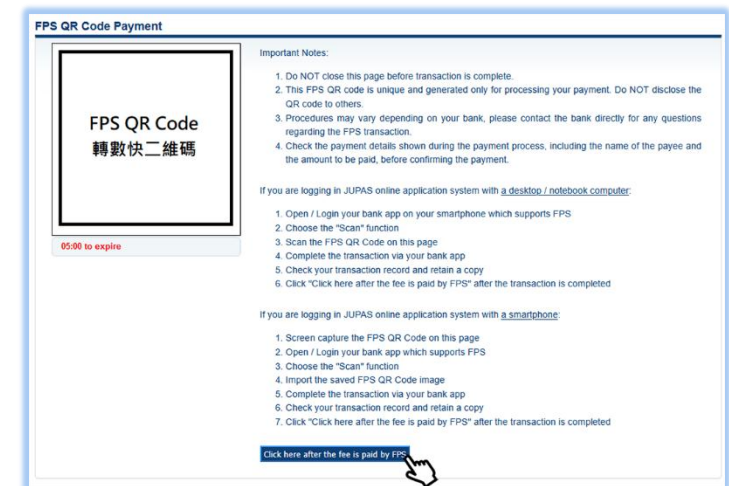 FPS QR Code Payment
FPS QR Code
轉數快二維碼
05:00 to expire
Important Notes:
1. Do NOT close this page before transaction is complete.
2. This FPS QR code is unique and generated only for processing your payment. Do NOT disclose the
QR code to others.
3. Procedures may vary depending on your bank, please contact the bank directly for any questions
regarding the FPS transaction.
4. Check the payment details shown during the payment process, including the name of the payee and
the amount to be paid, before confirming the payment.
If you are logging in JUPAS online application system with a desktop / notebook computer:
1. Open / Login your bank app on your smartphone which supports FPS
2. Choose the "Scan" function
3. Scan the FPS QR Code on this page
4. Complete the transaction via your bank app
5. Check your transaction record and retain a copy
6. Click "Click here after the fee is paid by FPS" after the transaction is completed
If you are logging in JUPAS online application system with a smartphone:
1. Screen capture the FPS QR Code on this page
2. Open / Login your bank app which supports FPS
3. Choose the "Scan" function
4. Import the saved FPS QR Code image
5. Complete the transaction via your bank app
6. Check your transaction record and retain a copy
7. Click "Click here after the fee is paid by FPS" after the transaction is completed
Click here after the fee is paid by FPS